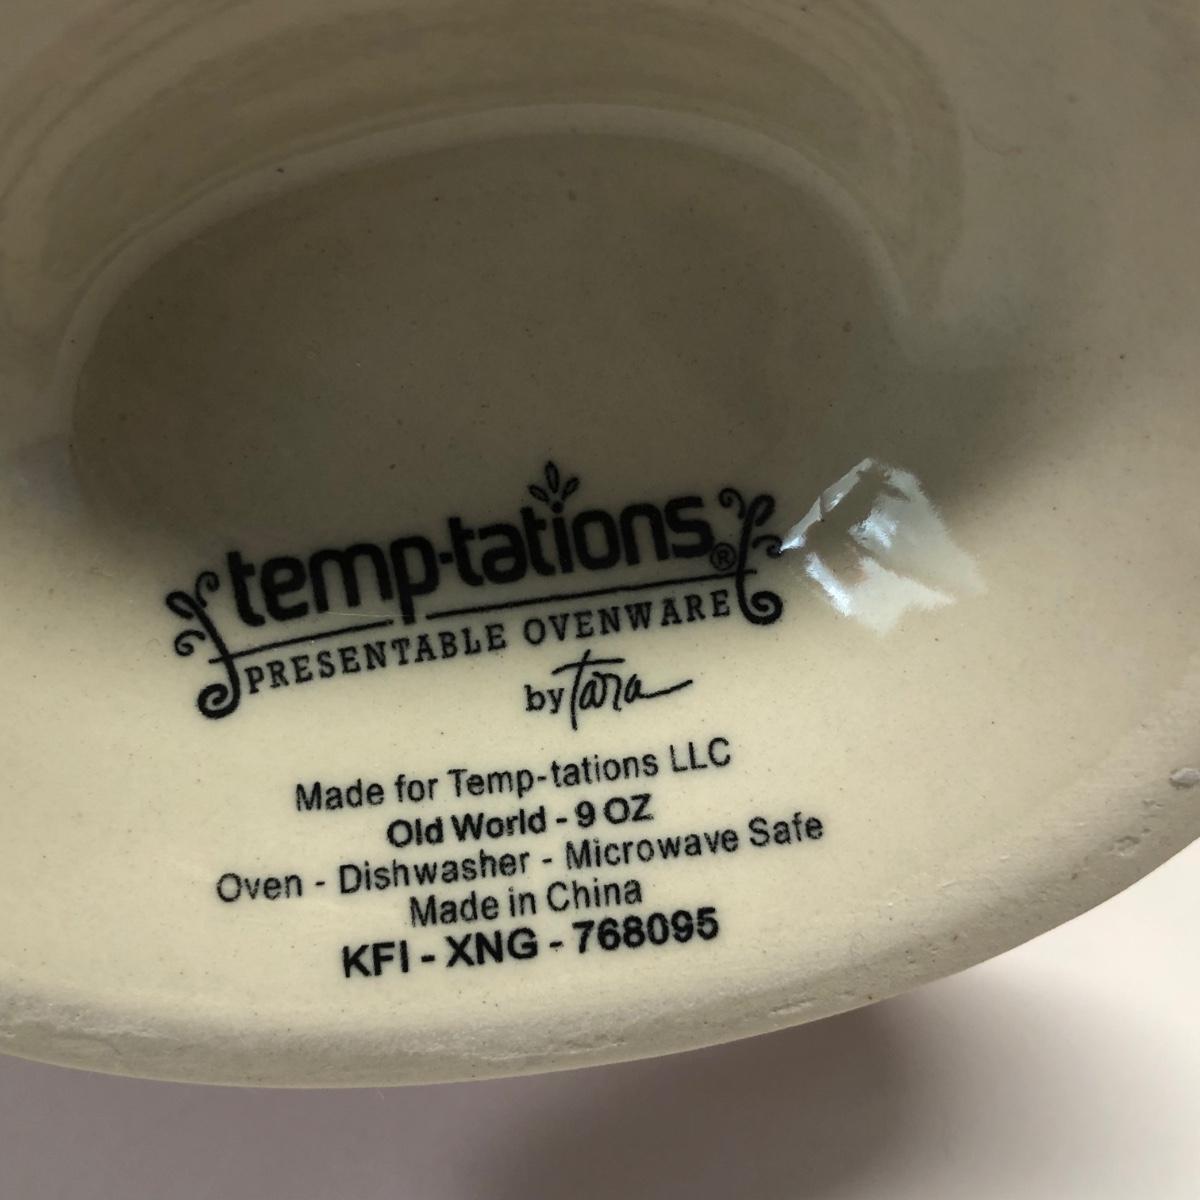 temp-tations®
PRESENTABLE OVENWARE
by Tara
Made for Temp-tations LLC
Old World - 9 OZ
Oven - Dishwasher - Microwave Safe
Made in China
KFI - XNG - 768095